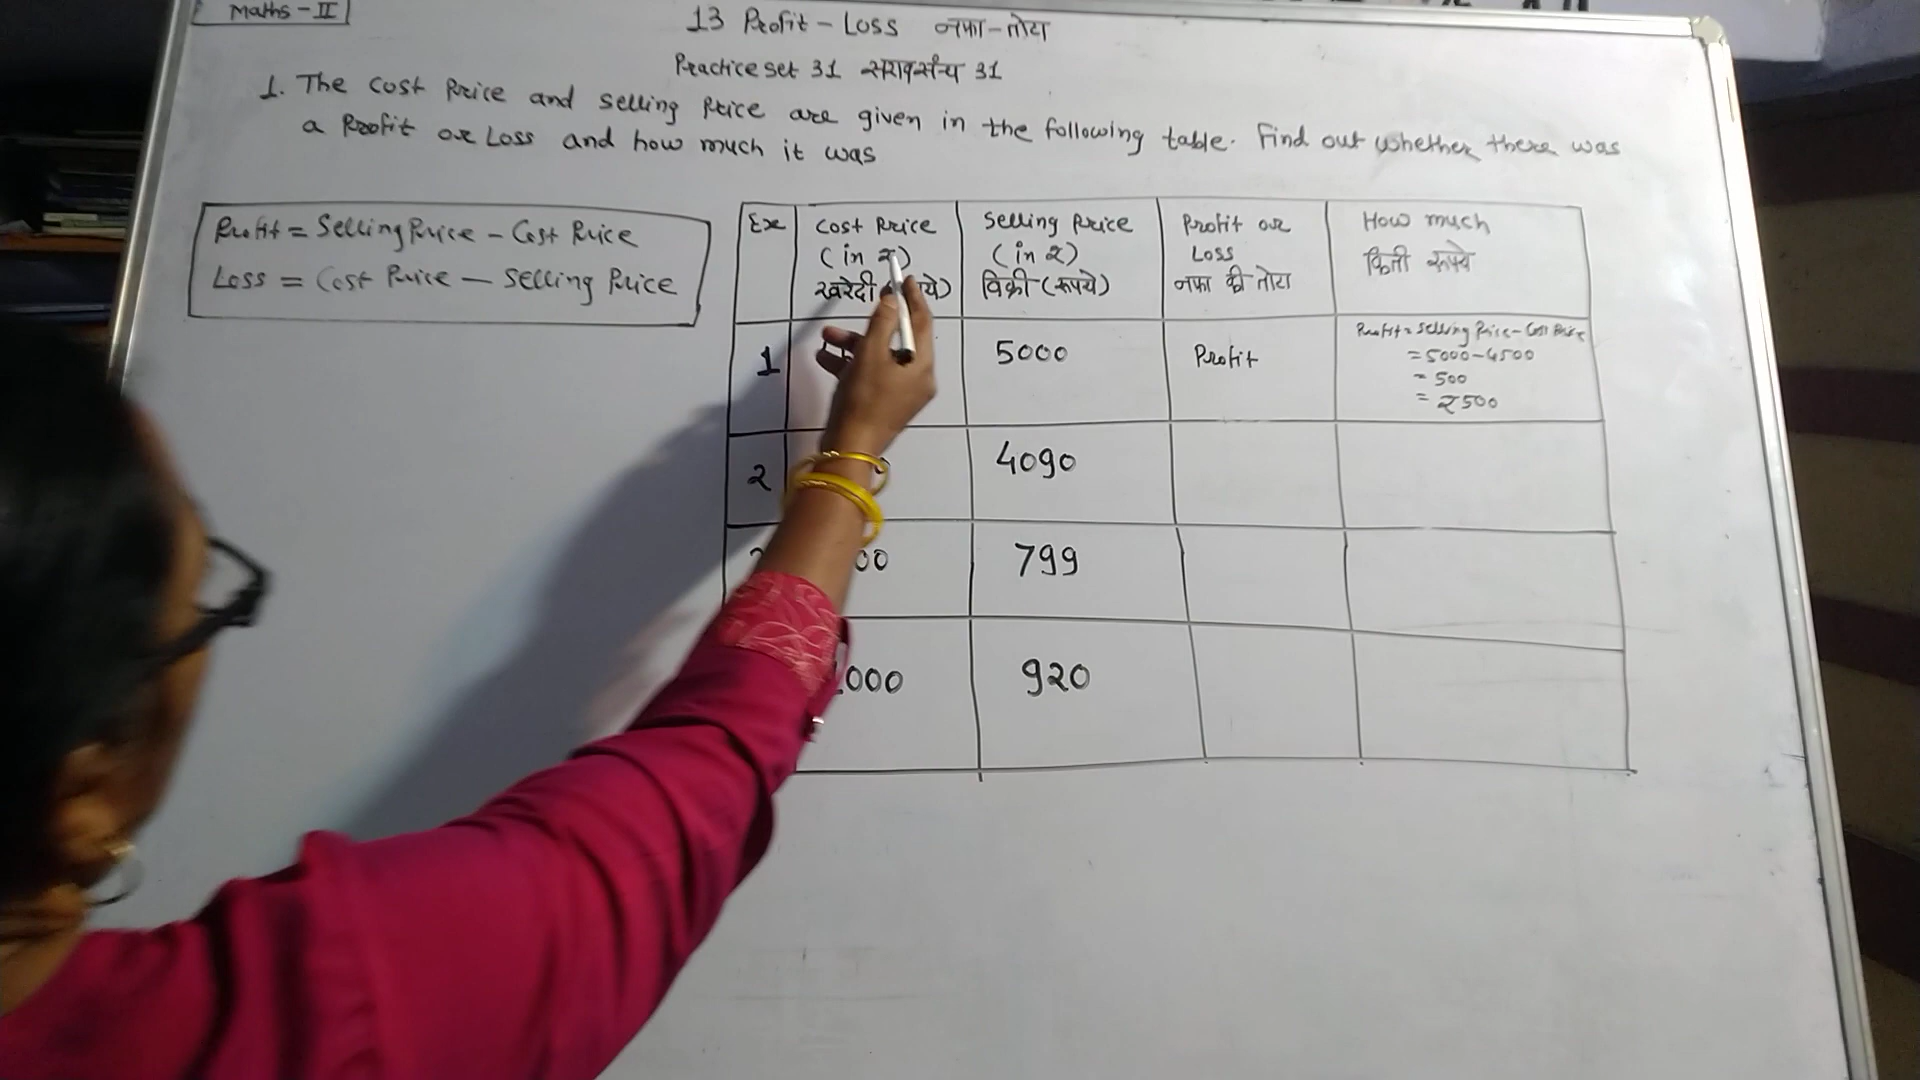 Maths - II
13 Profit - Loss नफा - तोटा
Practice set 31 सरावसंच 31
1. The cost Price and selling Price are given in the following table. Find out whether there was
a Profit or Loss and how much it was
Profit = Selling Price - Cost Price
Loss = Cost Price - Selling Price
Ex
Cost Price
(in ₹)
खरेदी
Selling Price
(in ₹)
विक्री (रूपये)
Profit or
Loss
नफा की तोटा
How much
किती रूपये
1
5000
Profit
Profit = Selling Price - Cost Price
= 5000 - 4500
= 500
= ₹ 500
2
4090
799
000
920